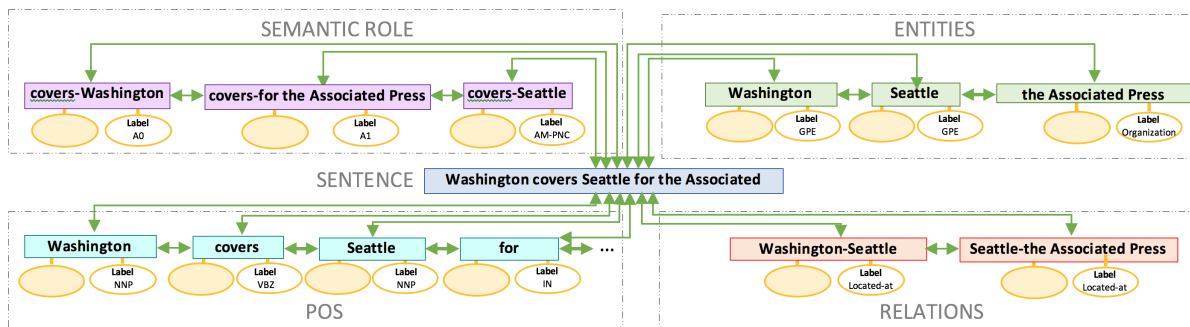 SEMANTIC ROLE
covers-Washington
covers-for the Associated Press
covers-Seattle
Label
A0
Label
A1
Label
AM-PNC
ENTITIES
Washington
Seattle
the Associated Press
Label
GPE
Label
GPE
Label
Organization
SENTENCE
Washington covers Seattle for the Associated
Washington
covers
Seattle
for
...
Label
NNP
Label
VBZ
Label
NNP
Label
IN
POS
Washington-Seattle
Seattle-the Associated Press
Label
Located-at
Label
Located-at
RELATIONS